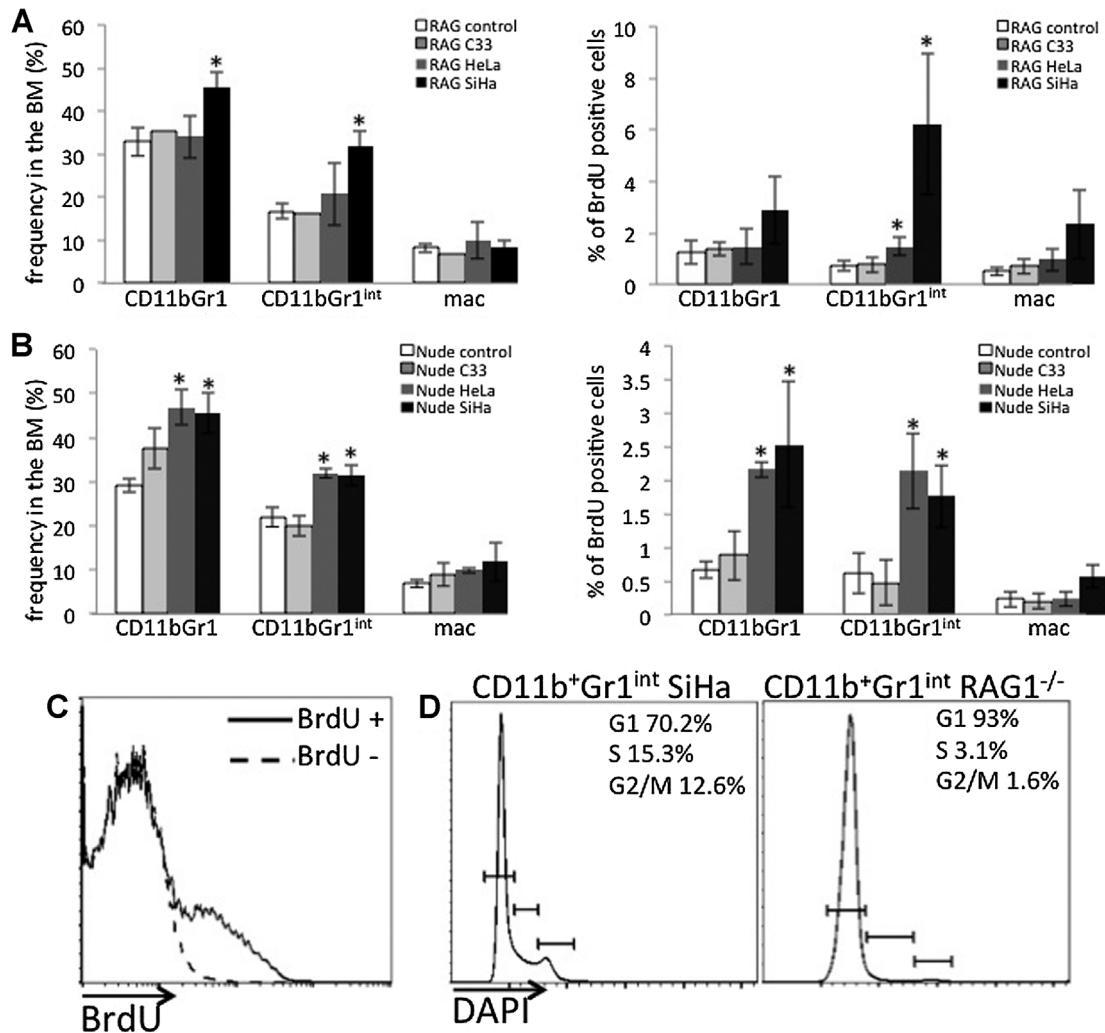 A
frequency in the BM (%)
60
50
40
30
20
10
0
RAG control
RAG C33
RAG HeLa
RAG SiHa
*
*
CD11bGr1
CD11bGr1int
mac
% of BrdU positive cells
10
8
6
4
2
0
RAG control
RAG C33
RAG HeLa
RAG SiHa
*
*
CD11bGr1
CD11bGr1int
mac
B
frequency in the BM (%)
60
50
40
30
20
10
0
Nude control
Nude C33
Nude HeLa
Nude SiHa
* *
* *
CD11bGr1
CD11bGr1int
mac
% of BrdU positive cells
4
3.5
3
2.5
2
1.5
1
0.5
0
Nude control
Nude C33
Nude HeLa
Nude SiHa
* *
* *
CD11bGr1
CD11bGr1int
mac
C
BrdU +
BrdU -
BrdU
D
CD11b+Gr1int SiHa
G1 70.2%
S 15.3%
G2/M 12.6%
DAPI
CD11b+Gr1int RAG1-/-
G1 93%
S 3.1%
G2/M 1.6%